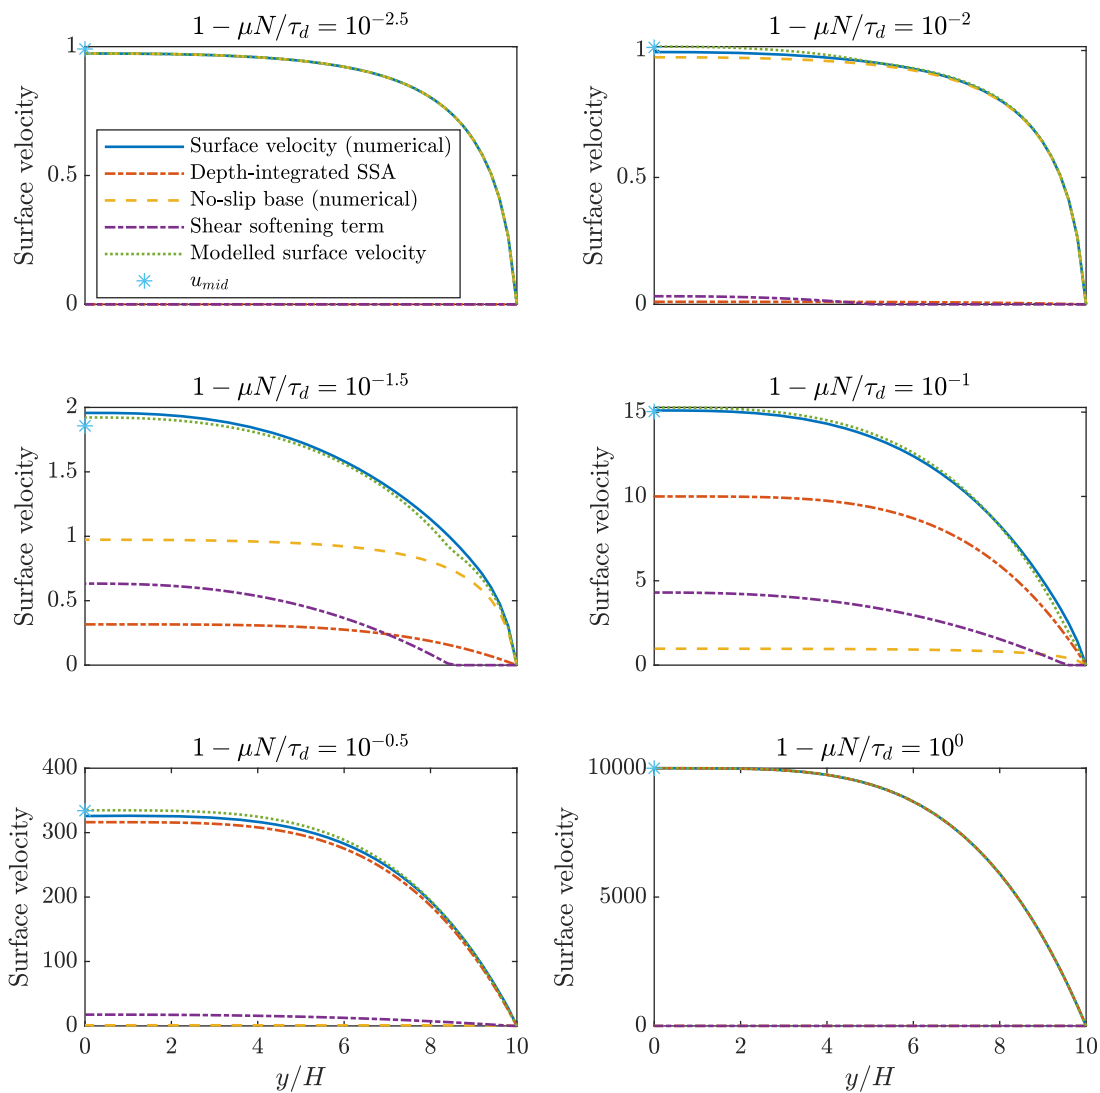 1 − μN/τ_d = 10^{−2.5}
1
0.5
0
Surface velocity
Surface velocity (numerical)
Depth-integrated SSA
No-slip base (numerical)
Shear softening term
Modelled surface velocity
u_{mid}
1 − μN/τ_d = 10^{−2}
1
0.5
0
Surface velocity
1 − μN/τ_d = 10^{−1.5}
2
1.5
1
0.5
0
Surface velocity
1 − μN/τ_d = 10^{−1}
15
10
5
0
Surface velocity
1 − μN/τ_d = 10^{−0.5}
400
300
200
100
0
Surface velocity
0 2 4 6 8 10
y/H
1 − μN/τ_d = 10^0
10000
5000
0
Surface velocity
0 2 4 6 8 10
y/H